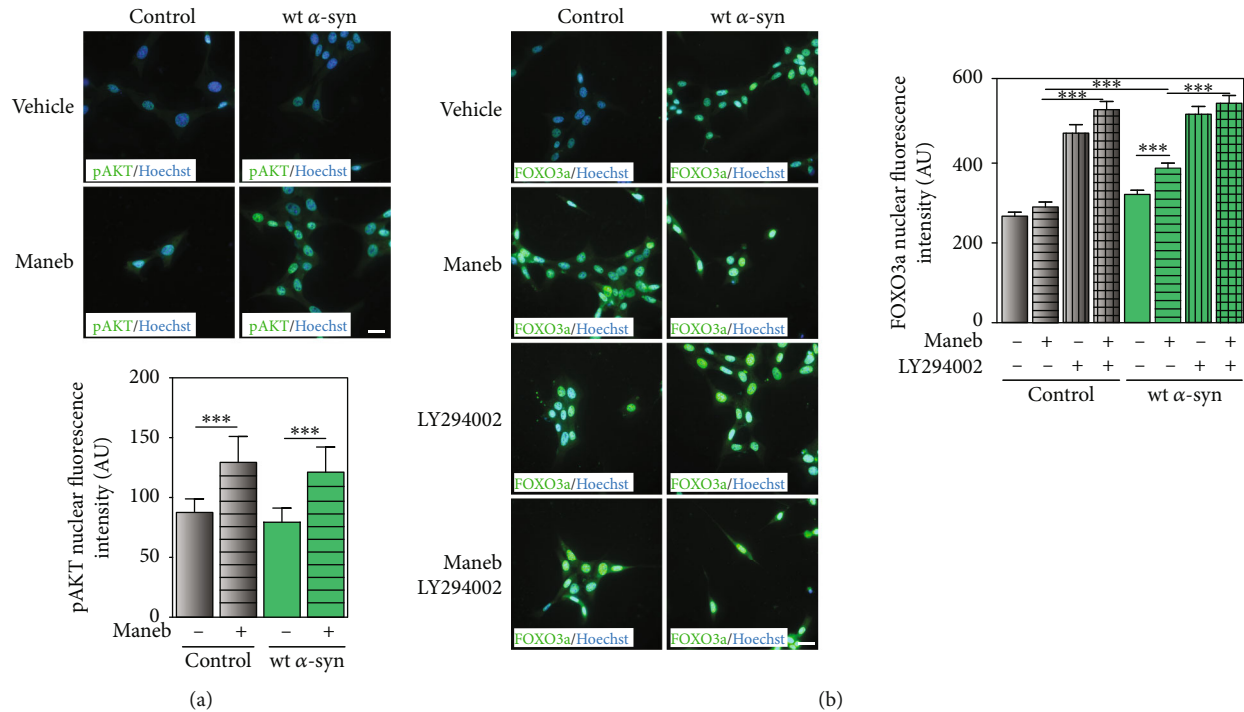 Control wt α-syn
Vehicle
pAKT/Hoechst pAKT/Hoechst
Maneb
pAKT/Hoechst pAKT/Hoechst
pAKT nuclear fluorescence
intensity (AU)
200
150
100
50
0
*** ***
Maneb – + – +
Control wt α-syn
(a)
Control wt α-syn
Vehicle
FOXO3a/Hoechst FOXO3a/Hoechst
Maneb
FOXO3a/Hoechst FOXO3a/Hoechst
LY294002
FOXO3a/Hoechst FOXO3a/Hoechst
Maneb
LY294002
FOXO3a/Hoechst FOXO3a/Hoechst
FOXO3a nuclear fluorescence
intensity (AU)
600
400
200
0
***
*** ***
***
Maneb – + – + – + – +
LY294002 – – + + – – + +
Control wt α-syn
(b)